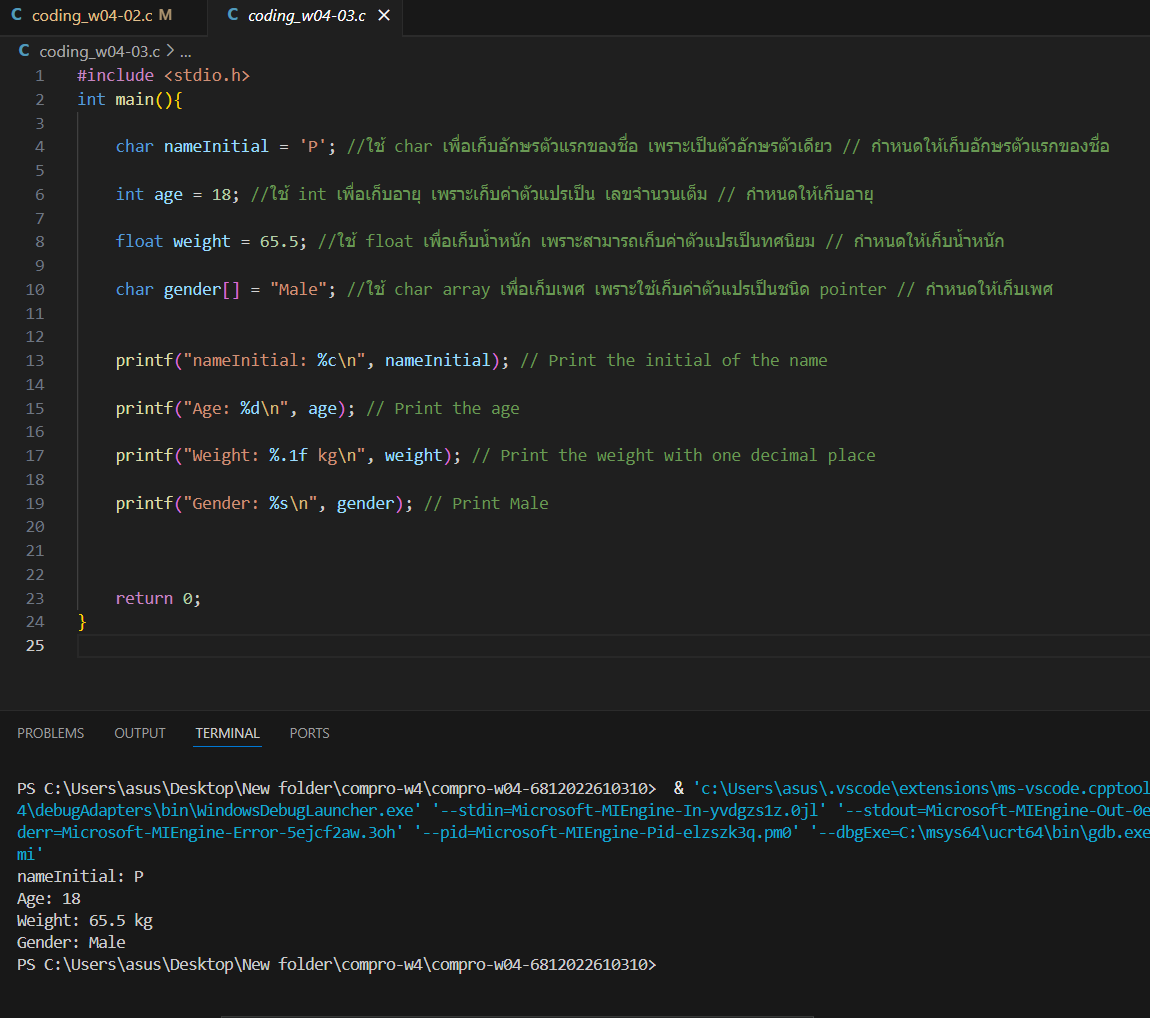 coding_w04-02.c M
coding_w04-03.c
coding_w04-03.c > ...
1 #include <stdio.h>
2 int main(){
3
4 char nameInitial = 'P'; //ใช้ char เพื่อเก็บอักษรตัวแรกของชื่อ เพราะเป็นตัวอักษรตัวเดียว // กำหนดให้เก็บอักษรตัวแรกของชื่อ
5
6 int age = 18; //ใช้ int เพื่อเก็บอายุ เพราะเก็บค่าตัวแปรเป็น เลขจำนวนเต็ม // กำหนดให้เก็บอายุ
7
8 float weight = 65.5; //ใช้ float เพื่อเก็บน้ำหนัก เพราะสามารถเก็บค่าตัวแปรเป็นทศนิยม // กำหนดให้เก็บน้ำหนัก
9
10 char gender[] = "Male"; //ใช้ char array เพื่อเก็บเพศ เพราะใช้เก็บค่าตัวแปรเป็นชนิด pointer // กำหนดให้เก็บเพศ
11
12
13 printf("nameInitial: %c\n", nameInitial); // Print the initial of the name
14
15 printf("Age: %d\n", age); // Print the age
16
17 printf("Weight: %.1f kg\n", weight); // Print the weight with one decimal place
18
19 printf("Gender: %s\n", gender); // Print Male
20
21
22
23 return 0;
24 }
25
PROBLEMS OUTPUT TERMINAL PORTS
PS C:\Users\asus\Desktop\New folder\compro-w4\compro-w04-6812022610310> & 'c:\Users\asus\.vscode\extensions\ms-vscode.cpptool
4\debugAdapters\bin\WindowsDebugLauncher.exe' '--stdin=Microsoft-MIEngine-In-yvdgzs1z.0jl' '--stdout=Microsoft-MIEngine-Out-0e
derr=Microsoft-MIEngine-Error-5ejcf2aw.3oh' '--pid=Microsoft-MIEngine-Pid-elzszk3q.pm0' '--dbgExe=C:\msys64\ucrt64\bin\gdb.exe
mi'
nameInitial: P
Age: 18
Weight: 65.5 kg
Gender: Male
PS C:\Users\asus\Desktop\New folder\compro-w4\compro-w04-6812022610310>